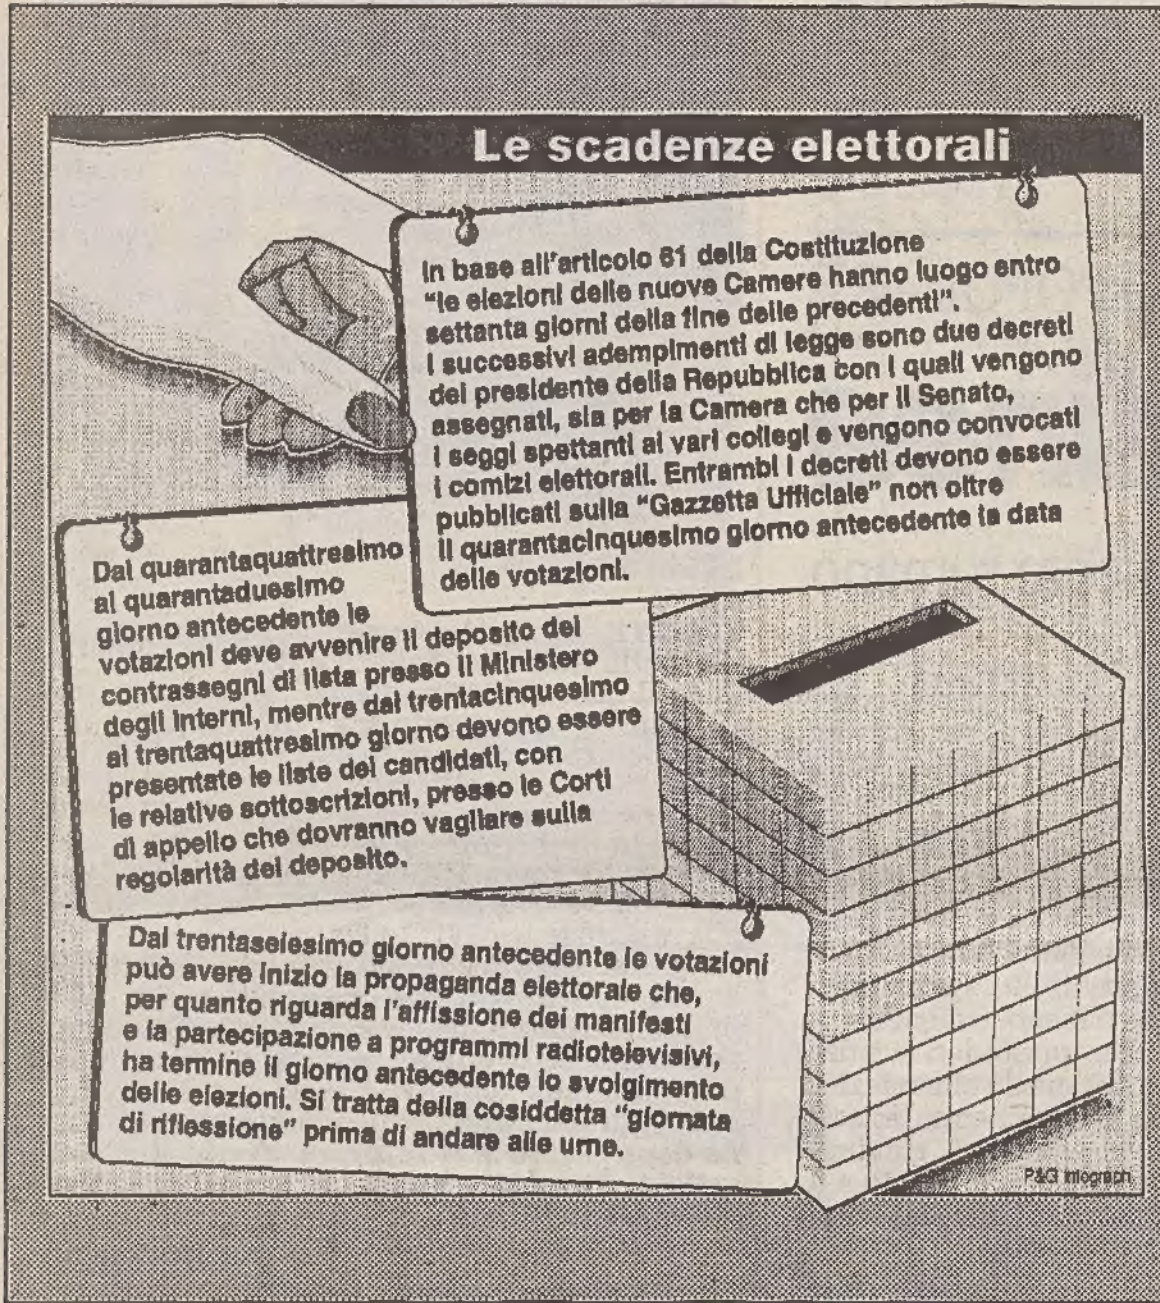 Le scadenze elettorali
In base all'articolo 61 della Costituzione
"le elezioni delle nuove Camere hanno luogo entro
settanta giorni della fine delle precedenti".
I successivi adempimenti di legge sono due decreti
del presidente della Repubblica con i quali vengono
assegnati, sia per la Camera che per il Senato,
i seggi spettanti ai vari collegi e vengono convocati
i comizi elettorali. Entrambi i decreti devono essere
pubblicati sulla "Gazzetta Ufficiale" non oltre
il quarantacinquesimo giorno antecedente la data
delle votazioni.
Dal quarantaquattresimo
al quarantaduesimo
giorno antecedente le
votazioni deve avvenire il deposito dei
contrassegni di lista presso il Ministero
degli Interni, mentre dal trentacinquesimo
al trentaquattresimo giorno devono essere
presentate le liste dei candidati, con
le relative sottoscrizioni, presso le Corti
di appello che dovranno vagliare sulla
regolarità del deposito.
Dal trentaseiesimo giorno antecedente le votazioni
può avere inizio la propaganda elettorale che,
per quanto riguarda l'affissione dei manifesti
e la partecipazione a programmi radiotelevisivi,
ha termine il giorno antecedente lo svolgimento
delle elezioni. Si tratta della cosiddetta "giornata
di riflessione" prima di andare alle urne.
P&G Infograph